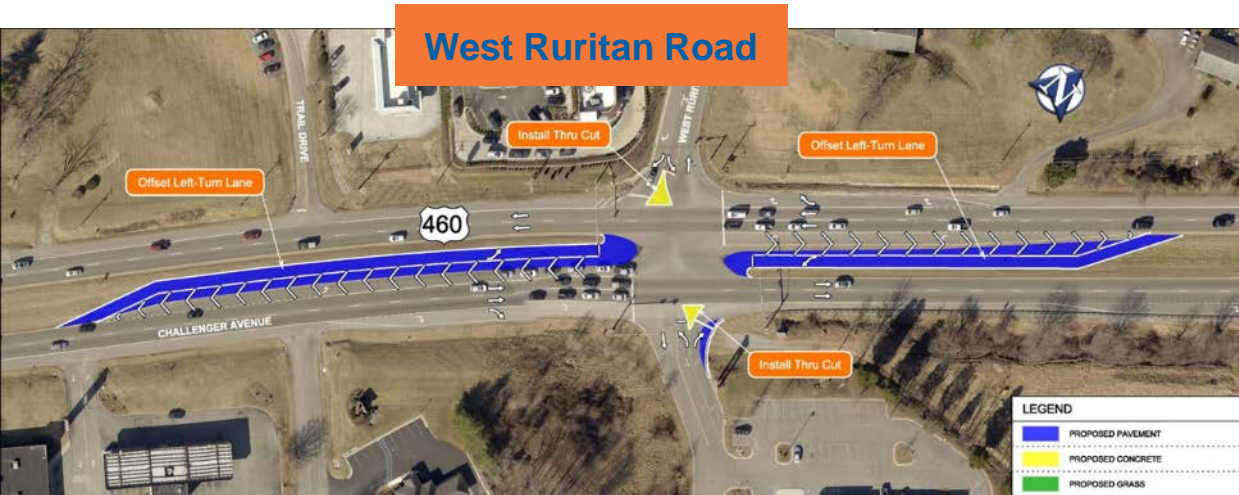 West Ruritan Road
TRAIL DRIVE
WEST RURI
Install Thru Cut
Offset Left-Turn Lane
Offset Left-Turn Lane
N
460
CHALLENGER AVENUE
Install Thru Cut
LEGEND
PROPOSED PAVEMENT
PROPOSED CONCRETE
PROPOSED GRASS